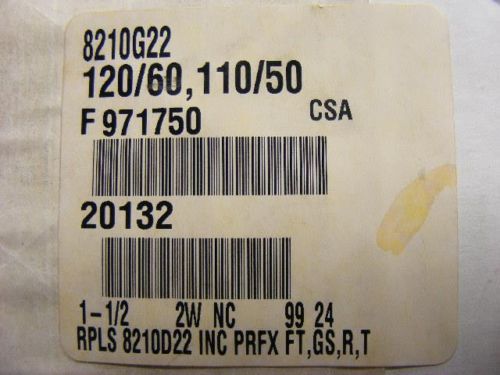 8210G22
120/60,110/50
F 971750 CSA
20132
1-1/2 2W NC 99 24
RPLS 8210D22 INC PRFX FT,GS,R,T